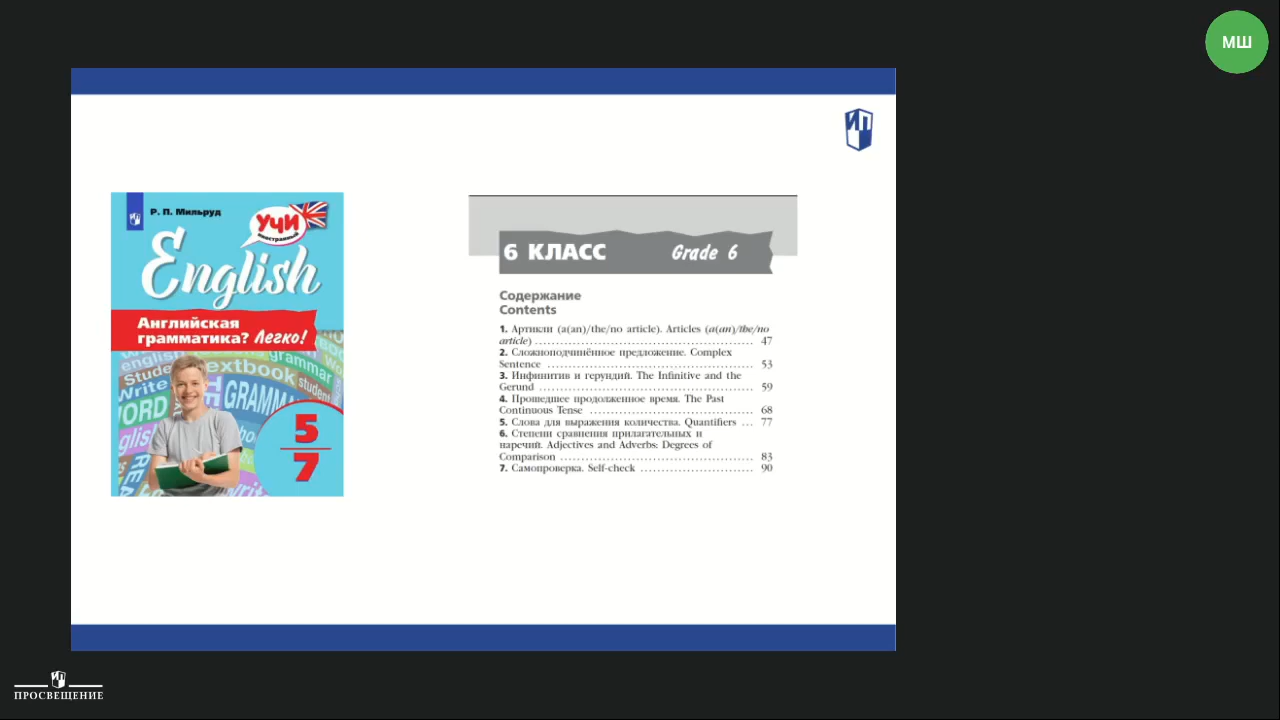 МШ
ИП
Р. П. Мильруд
УЧИ
иностранный
English
Английская
грамматика? Легко!
5
7
6 КЛАСС Grade 6
Содержание
Contents
1. Артикли (a(an)/the/no article). Articles (a(an)/the/no
article) ........ 47
2. Сложноподчинённое предложение. Complex
Sentence ........ 53
3. Инфинитив и герундий. The Infinitive and the
Gerund ........ 59
4. Прошедшее продолженное время. The Past
Continuous Tense ........ 68
5. Слова для выражения количества. Quantifiers ... 77
6. Степени сравнения прилагательных и
наречий. Adjectives and Adverbs: Degrees of
Comparison ........ 83
7. Самопроверка. Self-check ........ 90
ПРОСВЕЩЕНИЕ